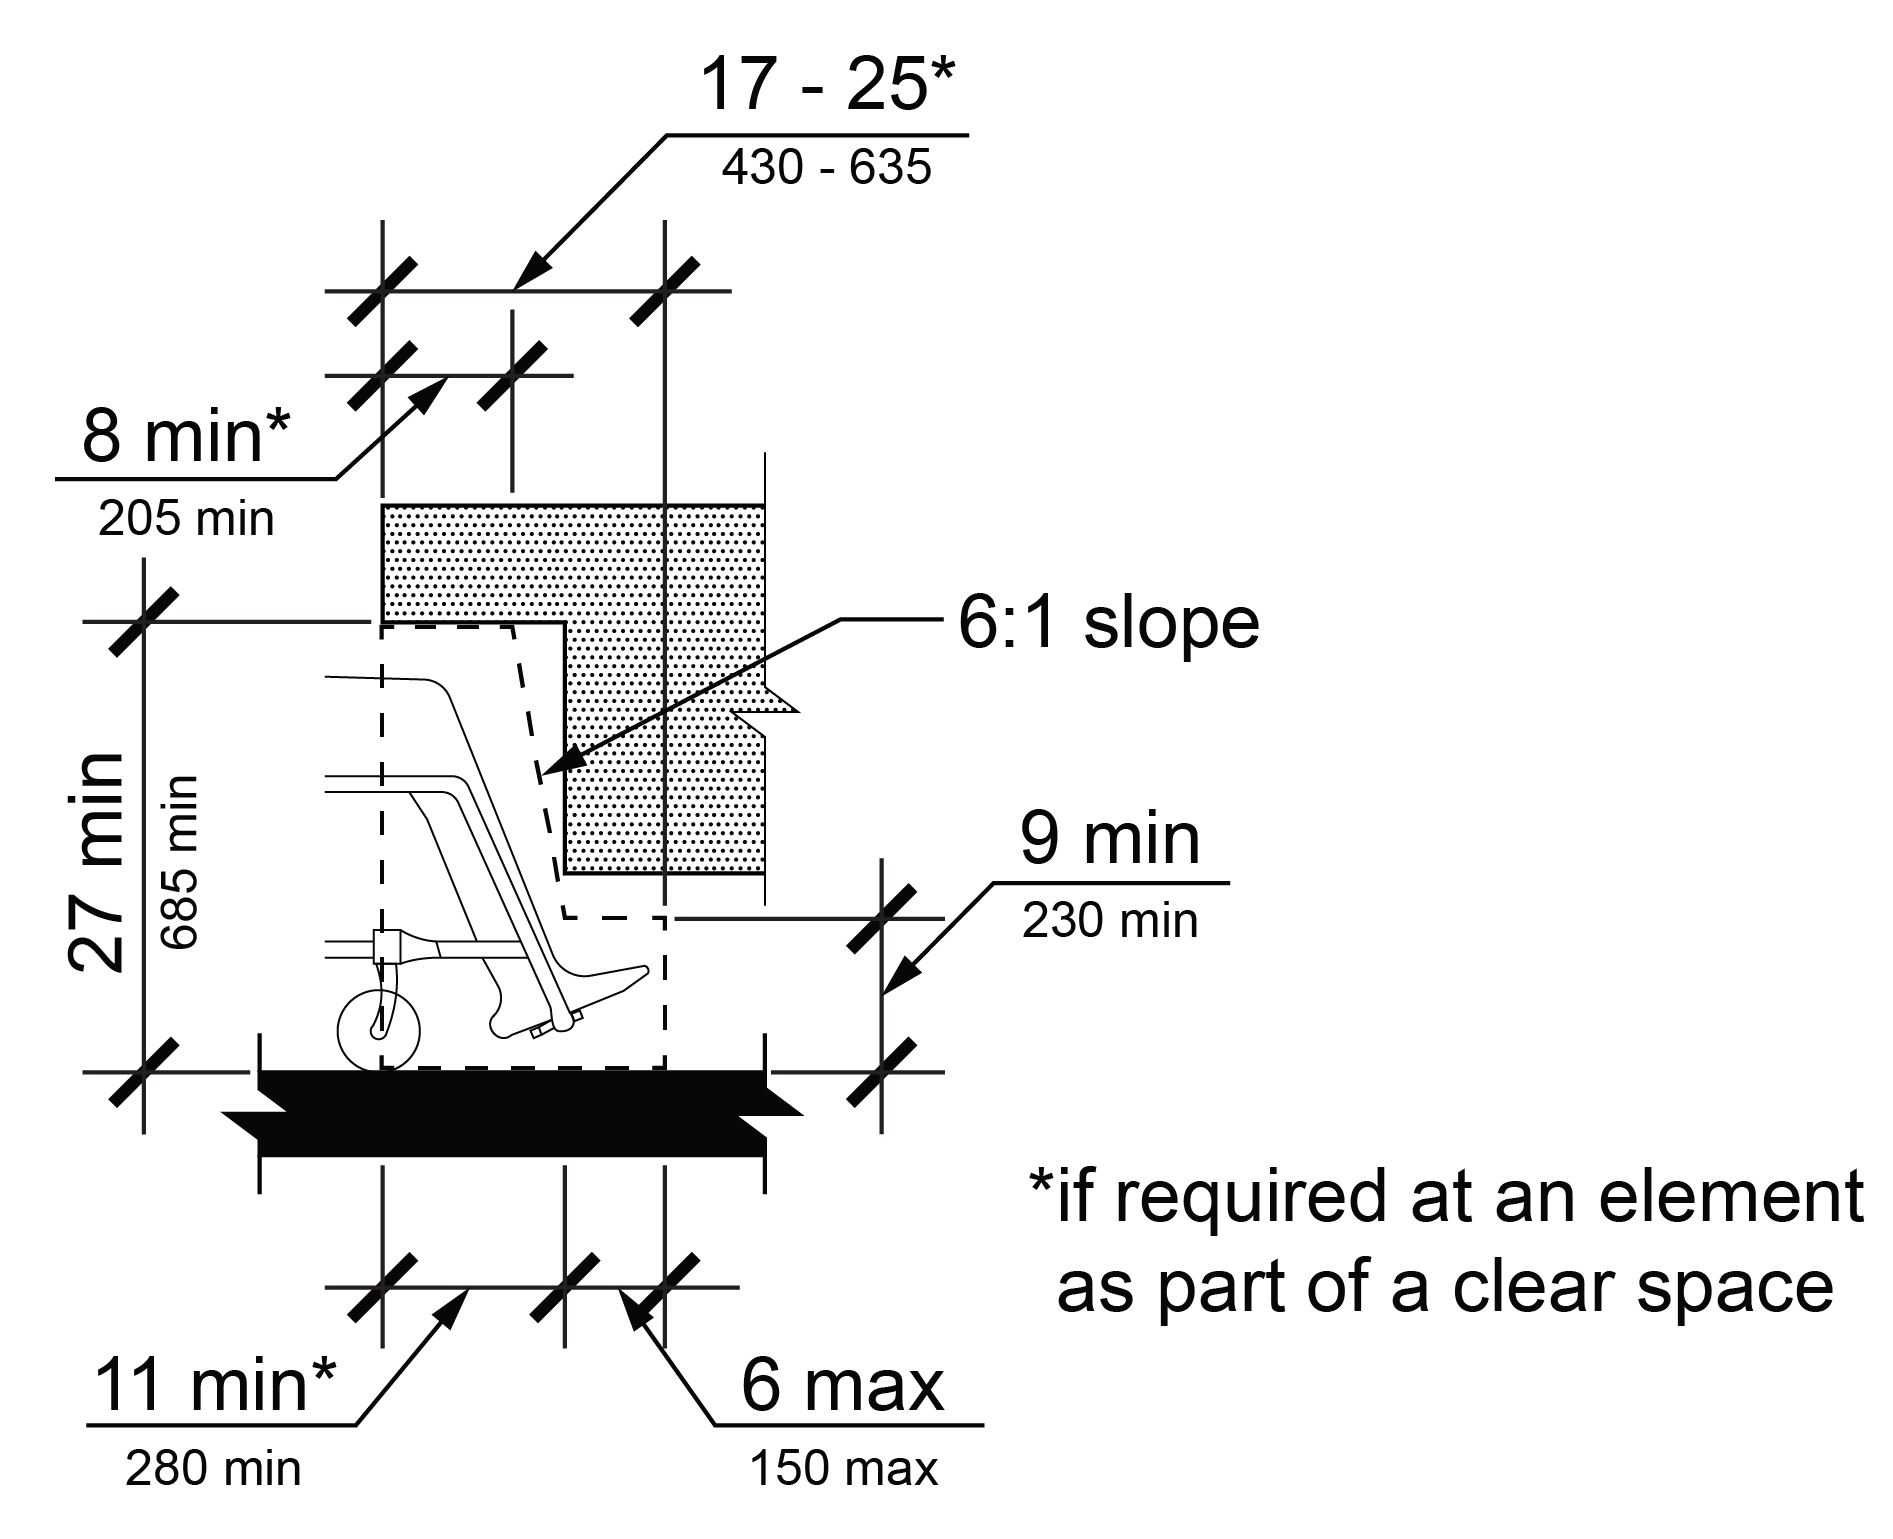 17 - 25*
430 - 635
8 min*
205 min
6:1 slope
27 min
685 min
9 min
230 min
*if required at an element
as part of a clear space
11 min*
280 min
6 max
150 max